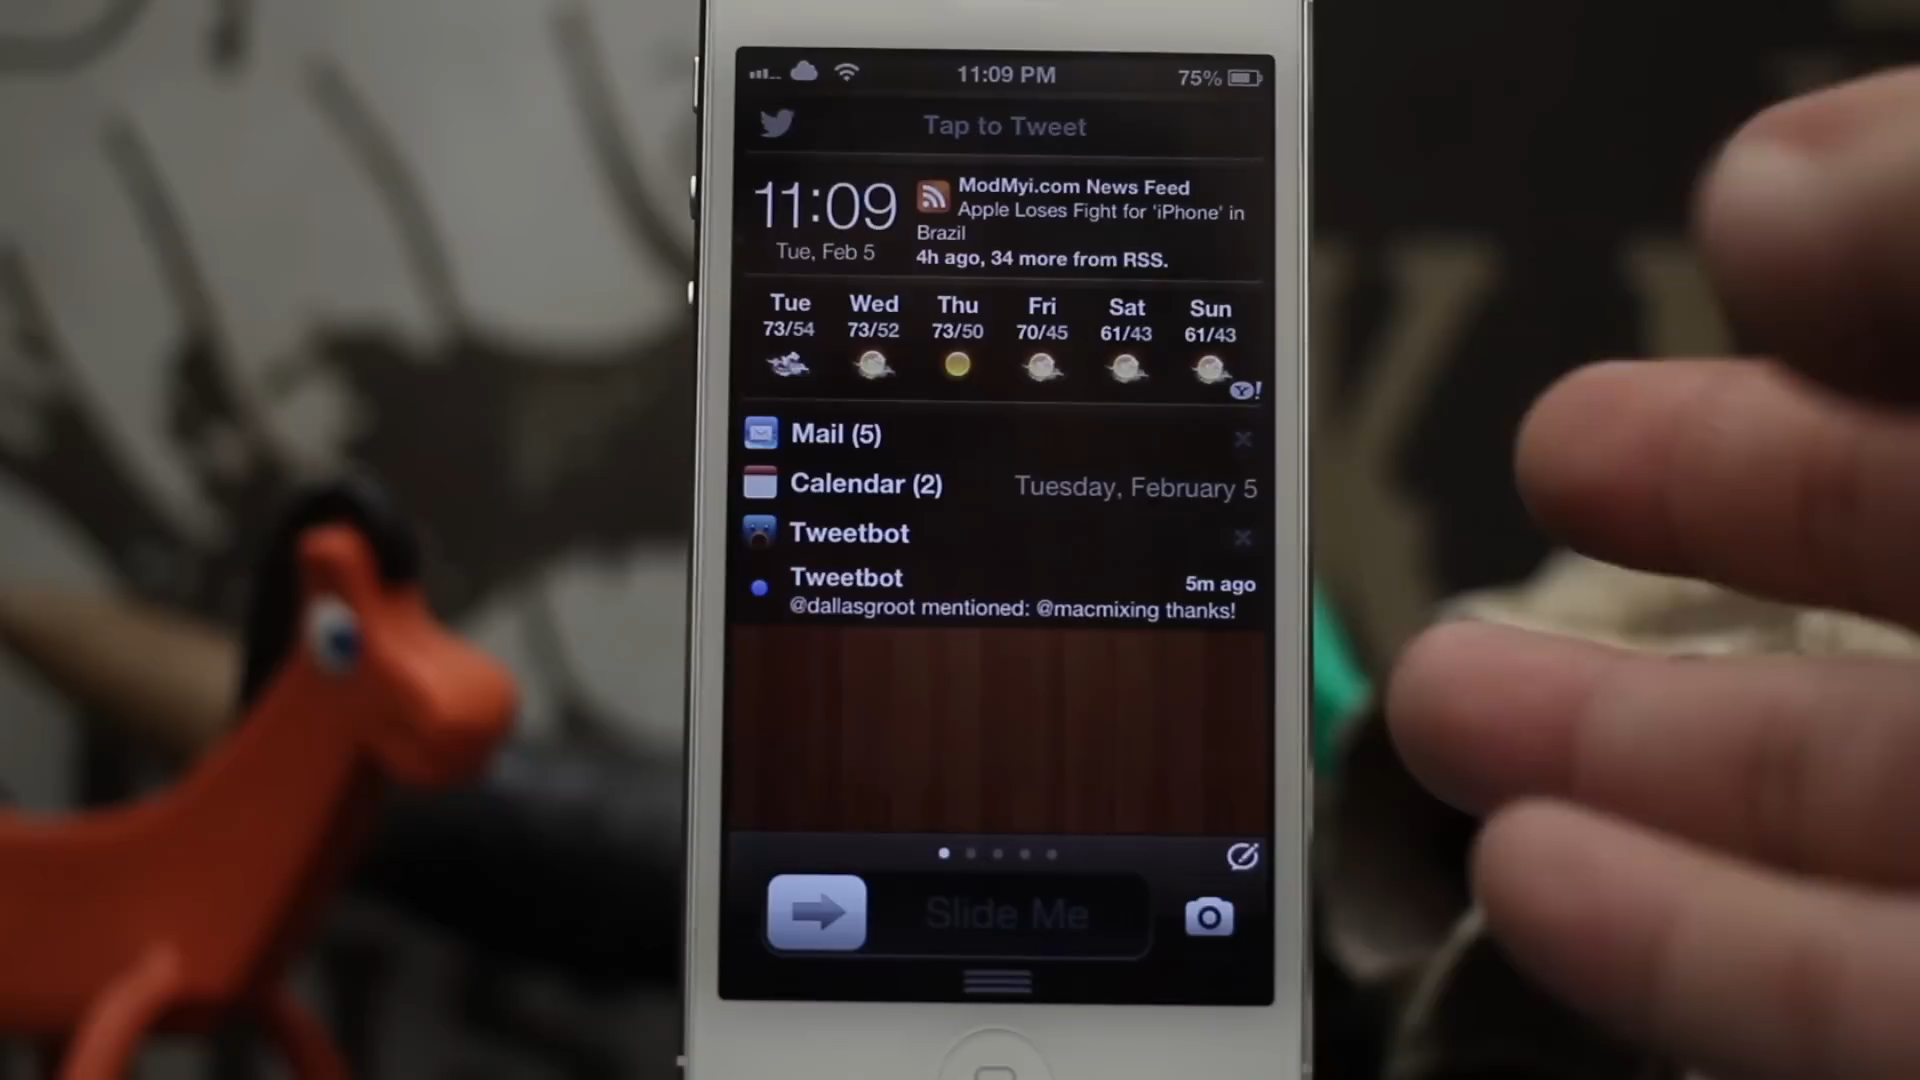 11:09 PM 75%
Tap to Tweet
11:09
Tue, Feb 5
ModMyi.com News Feed
Apple Loses Fight for 'iPhone' in
Brazil
4h ago, 34 more from RSS.
Tue Wed Thu Fri Sat Sun
73/54 73/52 73/50 70/45 61/43 61/43
Y!
Mail (5)
Calendar (2) Tuesday, February 5
Tweetbot
Tweetbot 5m ago
@dallasgroot mentioned: @macmixing thanks!
Slide Me